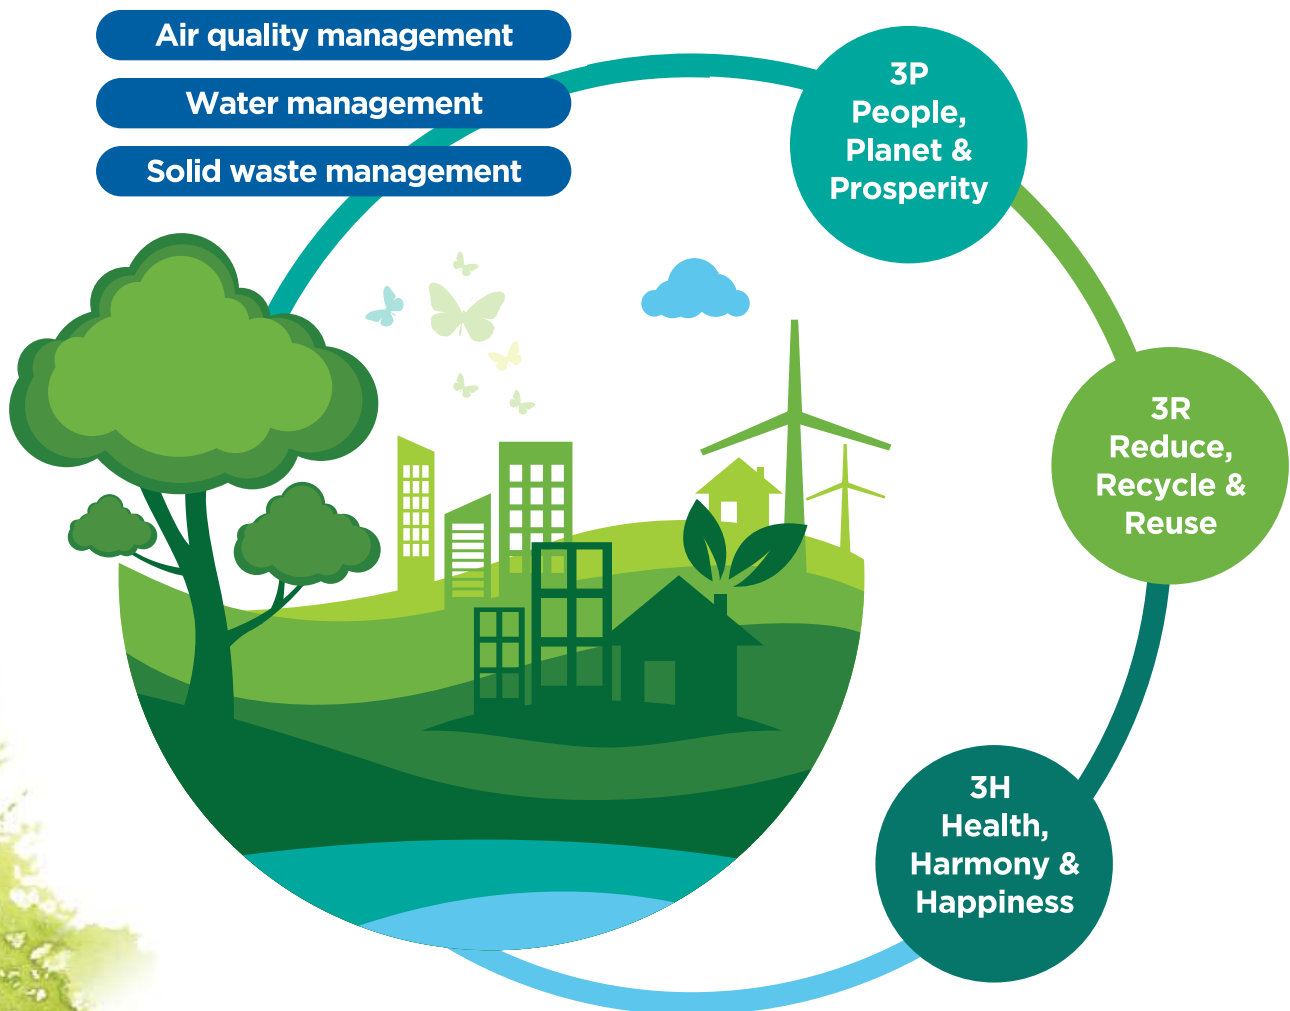 Air quality management
Water management
Solid waste management
3P
People,
Planet &
Prosperity
3R
Reduce,
Recycle &
Reuse
3H
Health,
Harmony &
Happiness